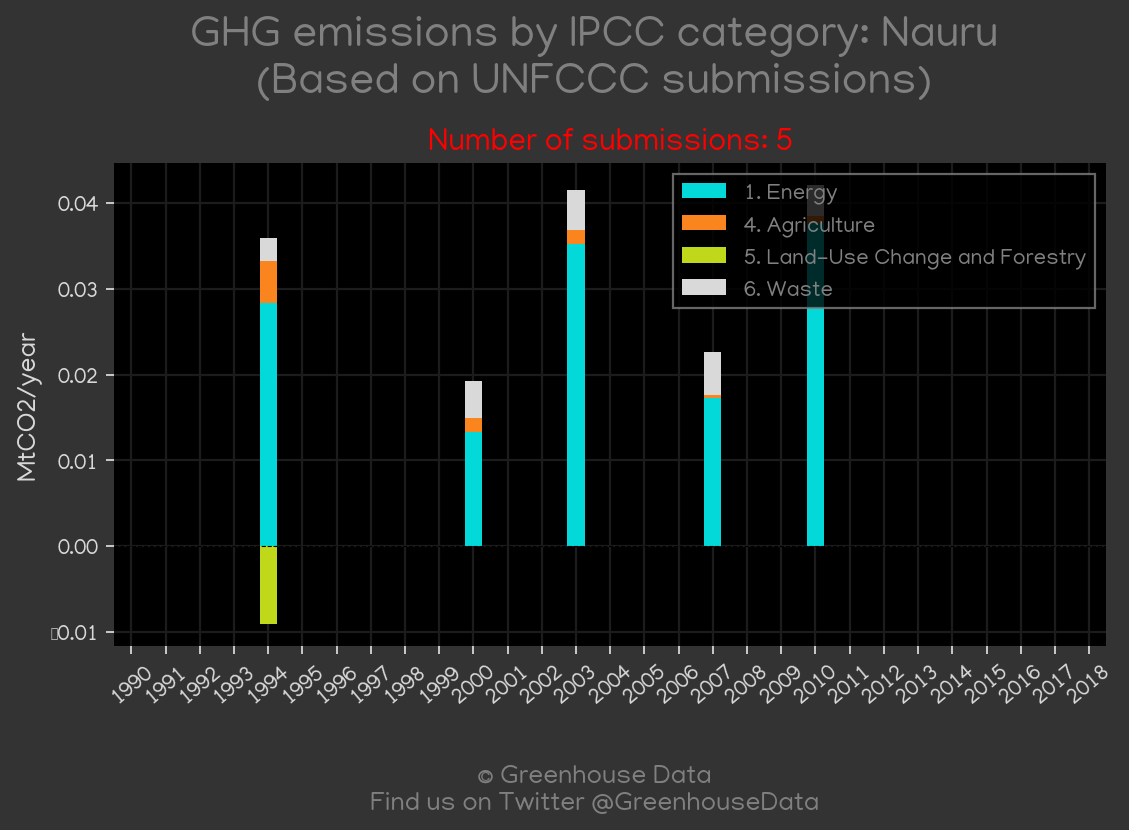 GHG emissions by IPCC category: Nauru
(Based on UNFCCC submissions)
Number of submissions: 5
1. Energy
4. Agriculture
5. Land-Use Change and Forestry
6. Waste
MtCO2/year
0.04
0.03
0.02
0.01
0.00
▯0.01
1990 1991 1992 1993 1994 1995 1996 1997 1998 1999 2000 2001 2002 2003 2004 2005 2006 2007 2008 2009 2010 2011 2012 2013 2014 2015 2016 2017 2018
© Greenhouse Data
Find us on Twitter @GreenhouseData